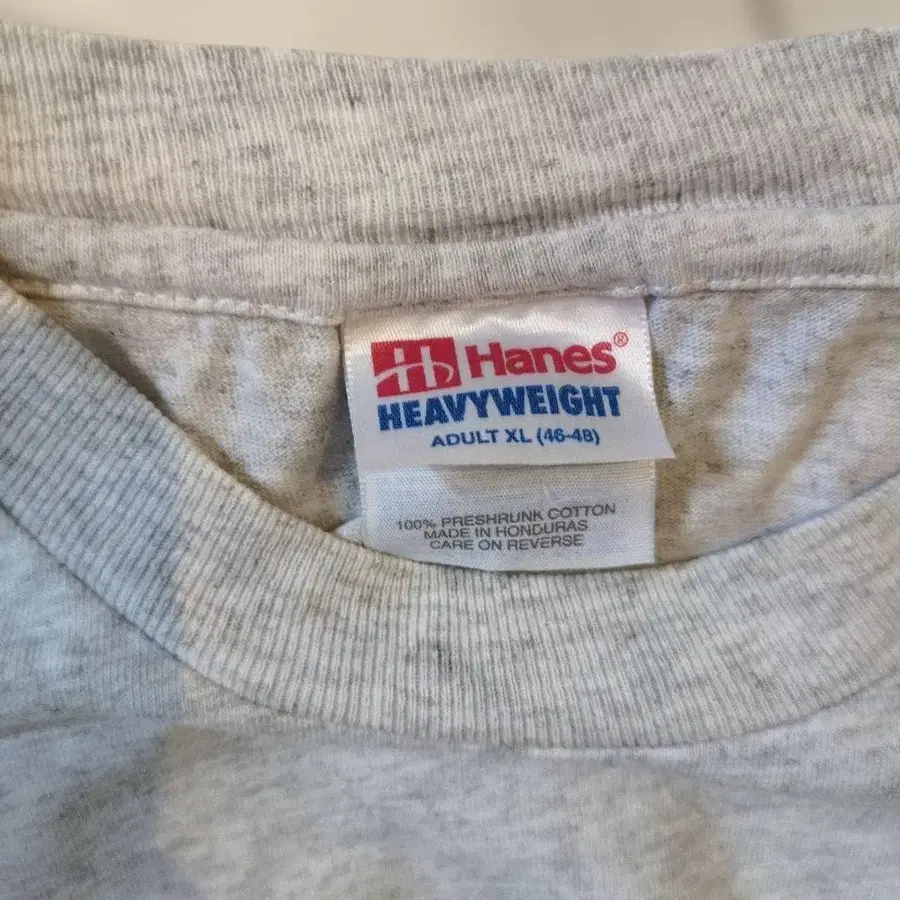 Hanes®
HEAVYWEIGHT
ADULT XL (46-48)
100% PRESHRUNK COTTON
MADE IN HONDURAS
CARE ON REVERSE